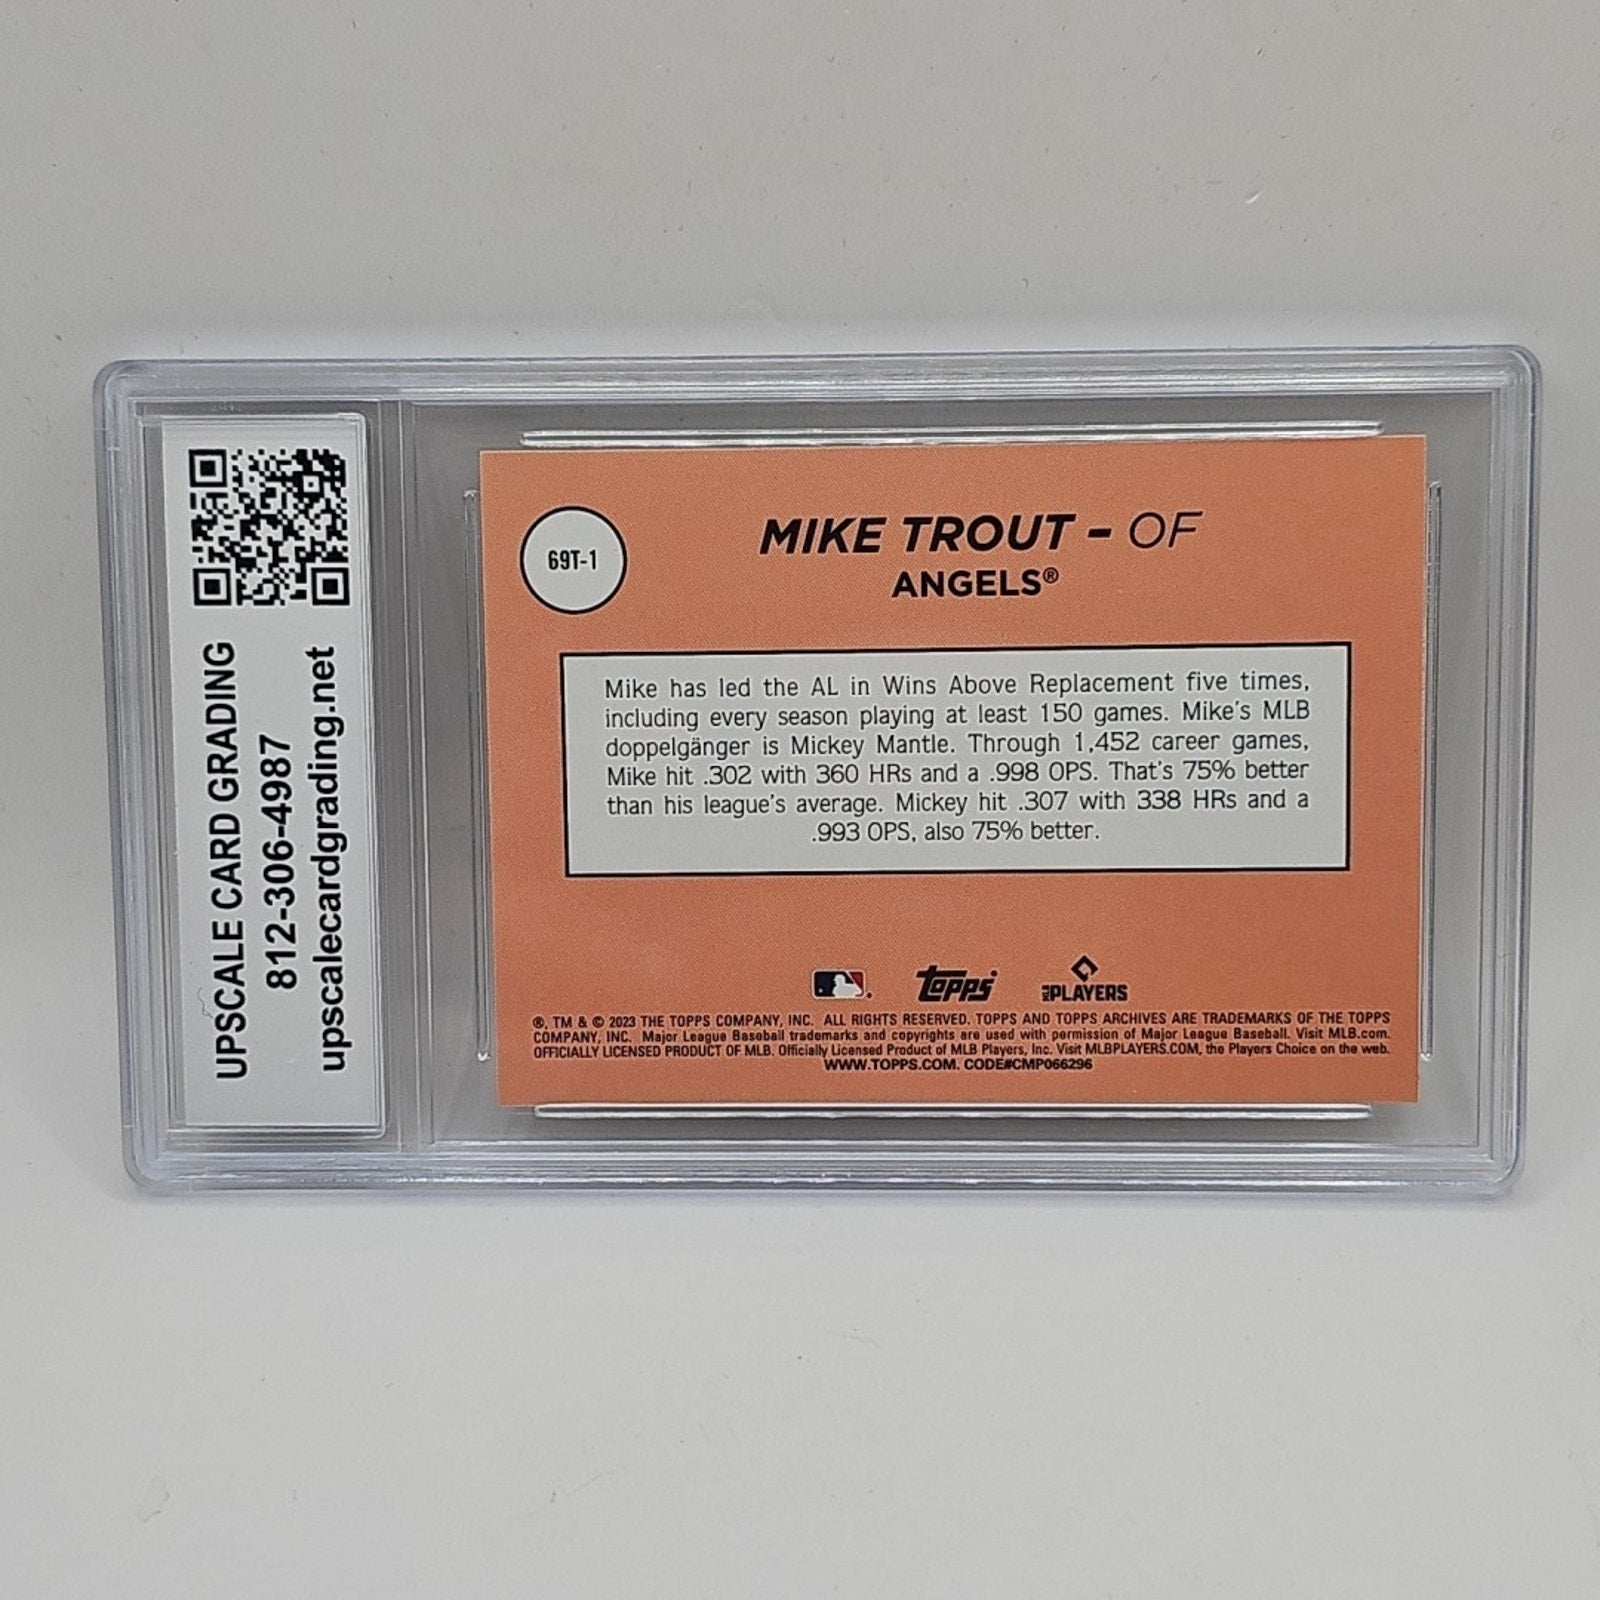 UPSCALE CARD GRADING
812-306-4987
upscalecardgrading.net
69T-1
MIKE TROUT - OF
ANGELS®
Mike has led the AL in Wins Above Replacement five times,
including every season playing at least 150 games. Mike's MLB
doppelgänger is Mickey Mantle. Through 1,452 career games,
Mike hit .302 with 360 HRs and a .998 OPS. That's 75% better
than his league's average. Mickey hit .307 with 338 HRs and a
.993 OPS, also 75% better.
Topps
MLB PLAYERS
®, TM & © 2023 THE TOPPS COMPANY, INC. ALL RIGHTS RESERVED. TOPPS AND TOPPS ARCHIVES ARE TRADEMARKS OF THE TOPPS
COMPANY, INC. Major League Baseball trademarks and copyrights are used with permission of Major League Baseball. Visit MLB.com.
OFFICIALLY LICENSED PRODUCT OF MLB. Officially Licensed Product of MLB Players, Inc. Visit MLBPLAYERS.COM, the Players Choice on the web.
WWW.TOPPS.COM. CODE#CMP066296